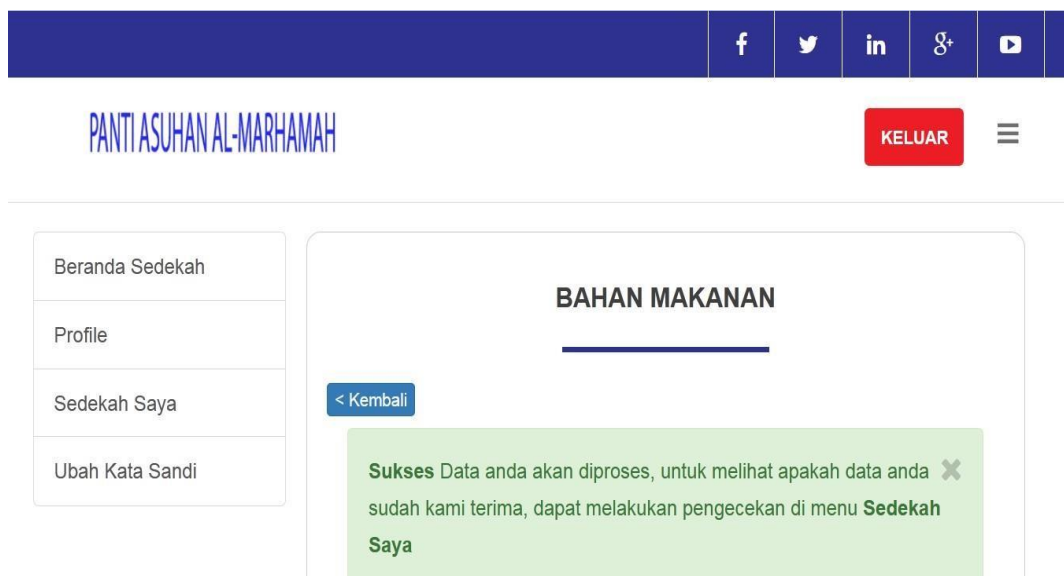 PANTI ASUHAN AL-MARHAMAH
KELUAR
Beranda Sedekah
Profile
Sedekah Saya
Ubah Kata Sandi
BAHAN MAKANAN
< Kembali
Sukses Data anda akan diproses, untuk melihat apakah data anda
sudah kami terima, dapat melakukan pengecekan di menu Sedekah
Saya